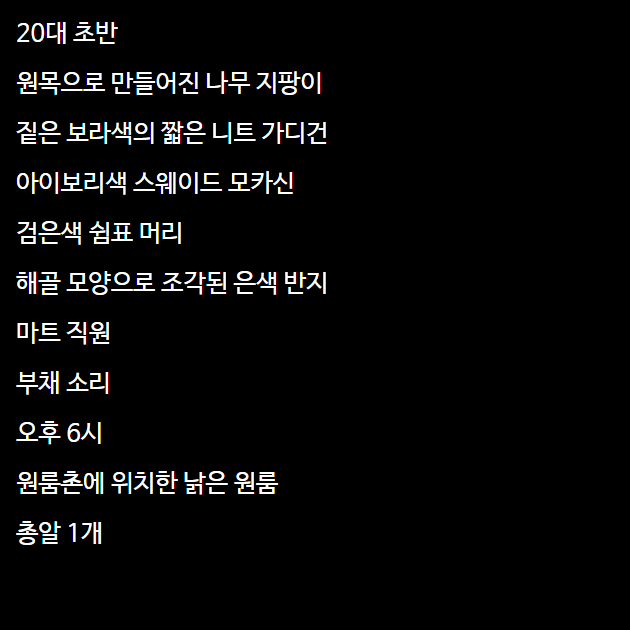 20대 초반
원목으로 만들어진 나무 지팡이
짙은 보라색의 짧은 니트 가디건
아이보리색 스웨이드 모카신
검은색 쉼표 머리
해골 모양으로 조각된 은색 반지
마트 직원
부채 소리
오후 6시
원룸촌에 위치한 낡은 원룸
총알 1개